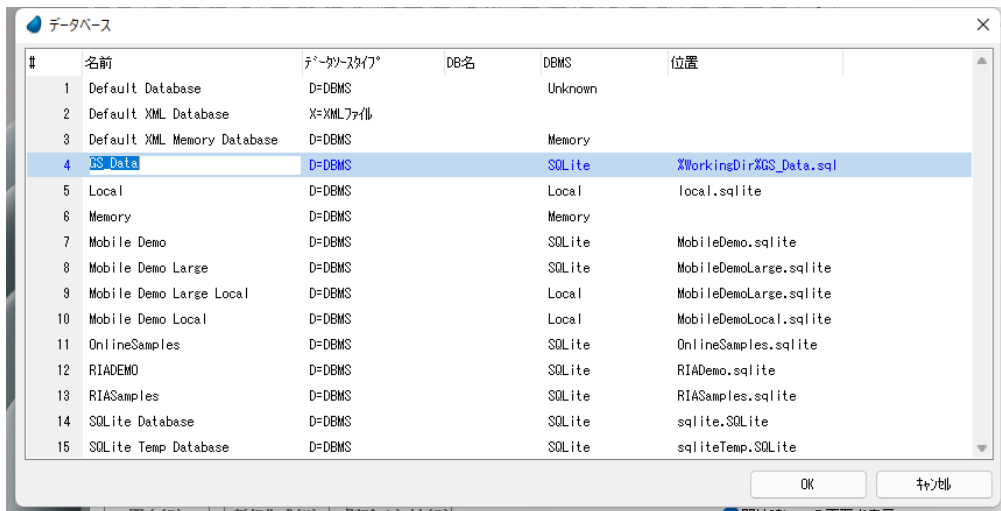 データベース
# 名前 ﾃﾞｰﾀｿｰｽﾀｲﾌﾟ DB名 DBMS 位置
1 Default Database D=DBMS Unknown
2 Default XML Database X=XMLﾌｧｲﾙ
3 Default XML Memory Database D=DBMS Memory
4 GS_Data D=DBMS SQLite %WorkingDir%GS_Data.sql
5 Local D=DBMS Local local.sqlite
6 Memory D=DBMS Memory
7 Mobile Demo D=DBMS SQLite MobileDemo.sqlite
8 Mobile Demo Large D=DBMS SQLite MobileDemoLarge.sqlite
9 Mobile Demo Large Local D=DBMS Local MobileDemoLarge.sqlite
10 Mobile Demo Local D=DBMS Local MobileDemoLocal.sqlite
11 OnlineSamples D=DBMS SQLite OnlineSamples.sqlite
12 RIADEMO D=DBMS SQLite RIADemo.sqlite
13 RIASamples D=DBMS SQLite RIASamples.sqlite
14 SQLite Database D=DBMS SQLite sqlite.SQLite
15 SQLite Temp Database D=DBMS SQLite sqliteTemp.SQLite
OK ｷｬﾝｾﾙ